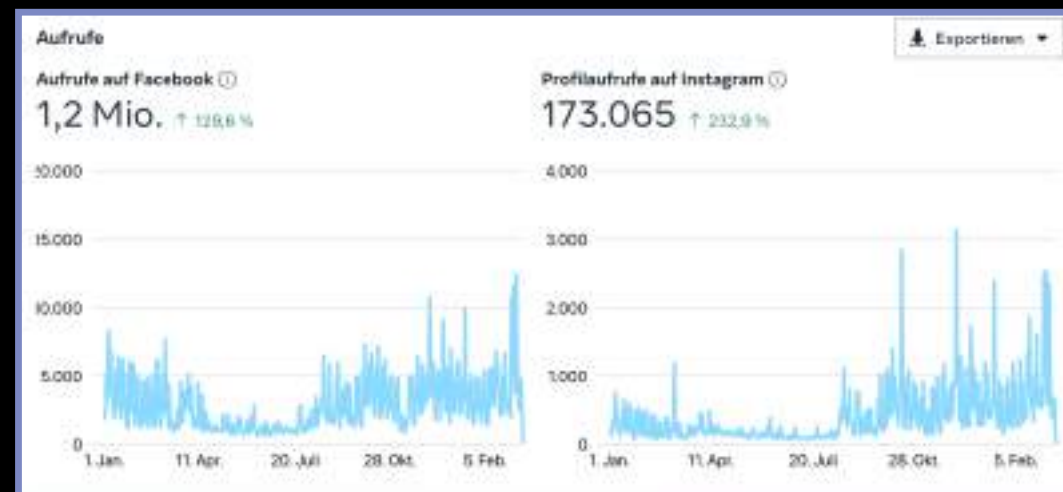 Aufrufe
Exportieren
Aufrufe auf Facebook
1,2 Mio. ↑ 129,6 %
20.000
15.000
10.000
5.000
0
1. Jan. 11. Apr. 20. Juli 28. Okt. 5 Feb.
Profilaufrufe auf Instagram
173.065 ↑ 232,9 %
4.000
3.000
2.000
1.000
0
1. Jan. 11. Apr. 20. Juli 28. Okt. 5. Feb.